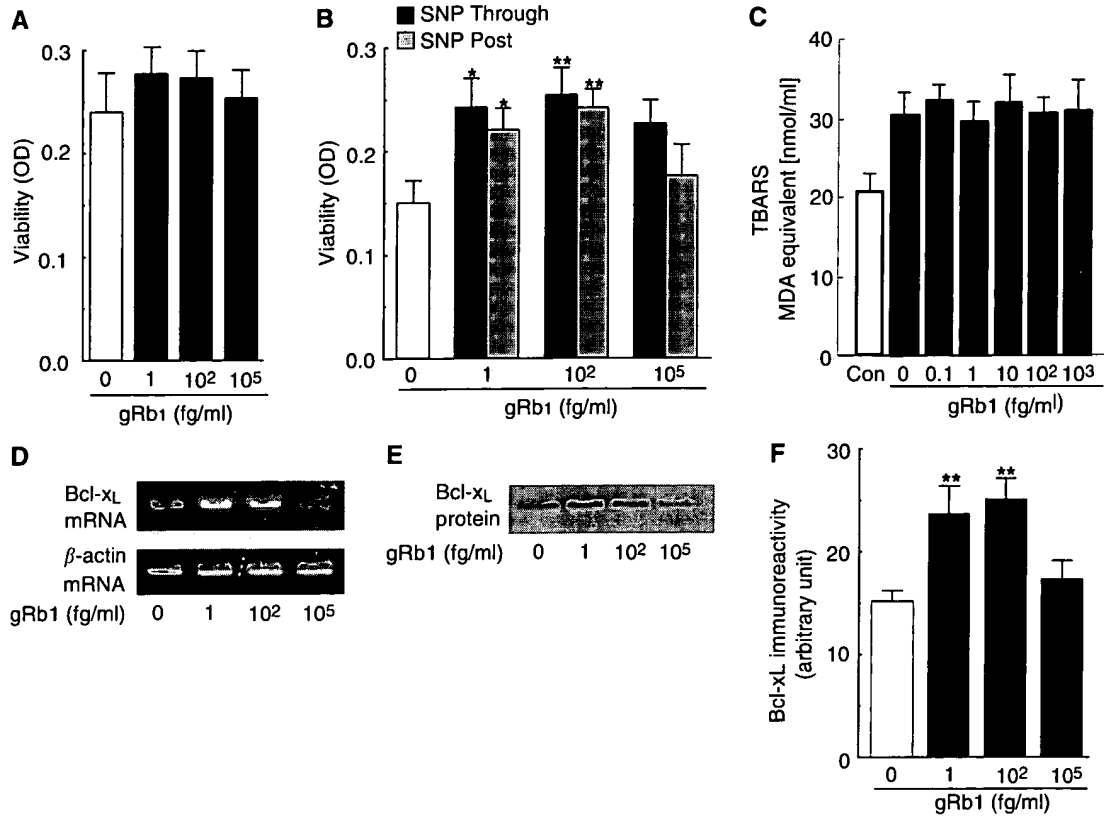 A
Viability (OD)
0.3
0.2
0.1
0.0
0 1 10² 10⁵
gRb1 (fg/ml)
B
SNP Through
SNP Post
Viability (OD)
0.3
0.2
0.1
0.0
* * ** **
0 1 10² 10⁵
gRb1 (fg/ml)
C
TBARS
MDA equivalent [nmol/ml]
40
30
20
10
0
Con 0 0.1 1 10 10² 10³
gRb1 (fg/ml)
D
Bcl-xL
mRNA
β-actin
mRNA
gRb1 (fg/ml) 0 1 10² 10⁵
E
Bcl-xL
protein
gRb1 (fg/ml) 0 1 10² 10⁵
F
Bcl-xL immunoreactivity
(arbitrary unit)
30
20
10
0
** **
0 1 10² 10⁵
gRb1 (fg/ml)